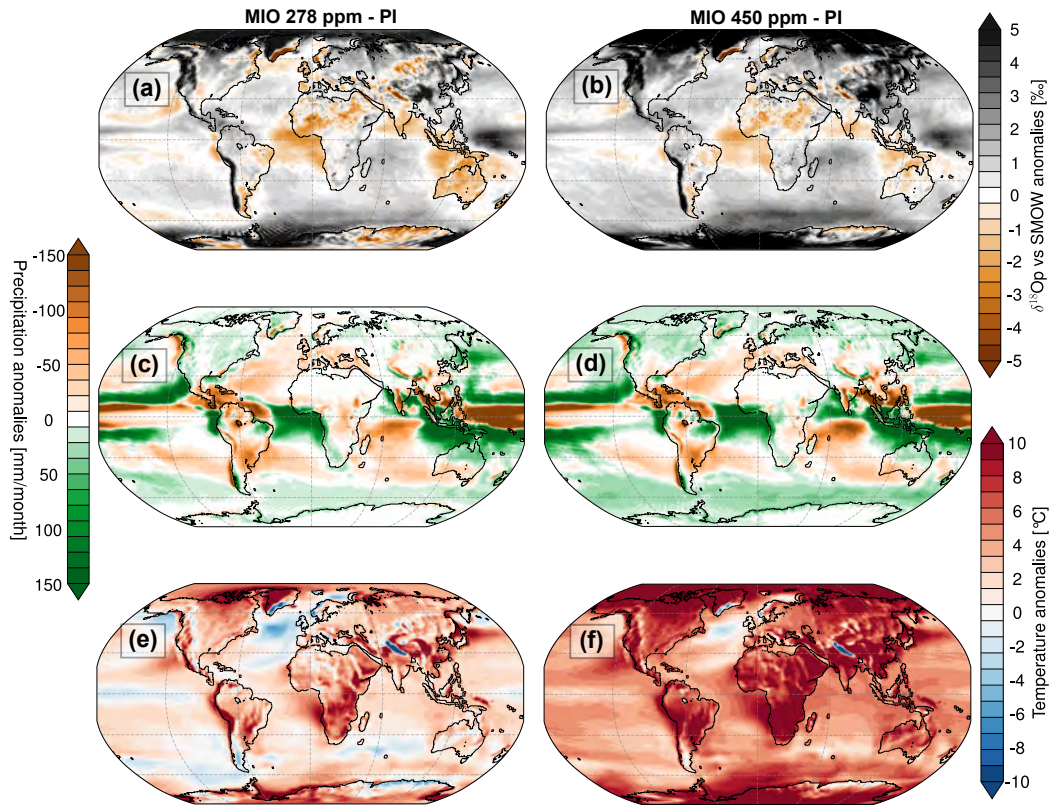 MIO 278 ppm - PI
MIO 450 ppm - PI
(a)
(b)
5
4
3
2
1
0
-1
-2
-3
-4
-5
δ¹⁸Op vs SMOW anomalies [‰]
-150
-100
-50
0
50
100
150
Precipitation anomalies [mm/month]
(c)
(d)
(e)
(f)
10
8
6
4
2
0
-2
-4
-6
-8
-10
Temperature anomalies [°C]